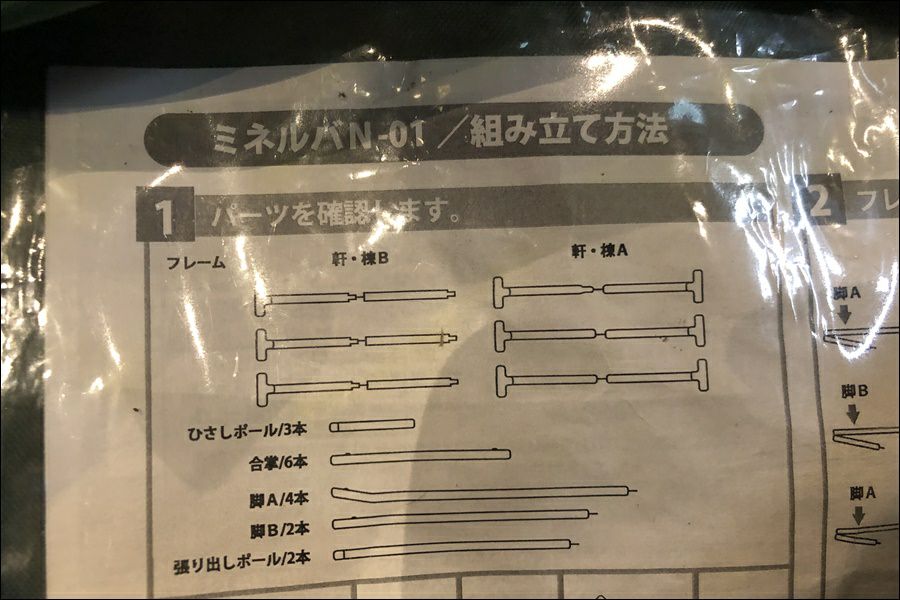 ミネルバN-01／組み立て方法
1 パーツを確認します。
フレーム
軒・棟B
軒・棟A
ひさしポール/3本
合掌/6本
脚A/4本
脚B/2本
張り出しポール/2本
2 フレ
脚A
脚B
脚A